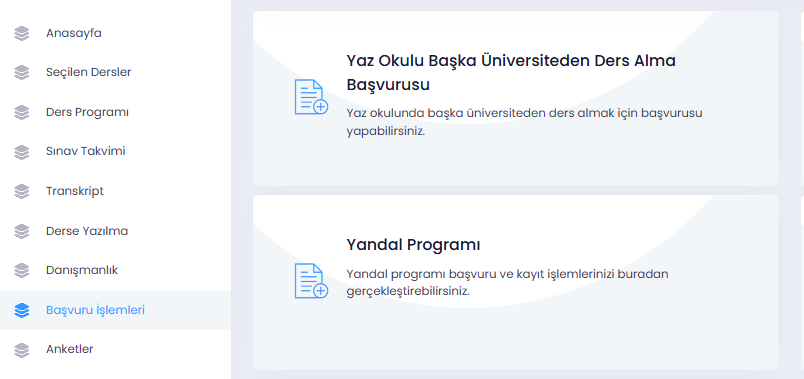 Anasayfa
Seçilen Dersler
Ders Programı
Sınav Takvimi
Transkript
Derse Yazılma
Danışmanlık
Başvuru İşlemleri
Anketler
Yaz Okulu Başka Üniversiteden Ders Alma
Başvurusu
Yaz okulunda başka üniversiteden ders almak için başvurusu
yapabilirsiniz.
Yandal Programı
Yandal programı başvuru ve kayıt işlemlerinizi buradan
gerçekleştirebilirsiniz.